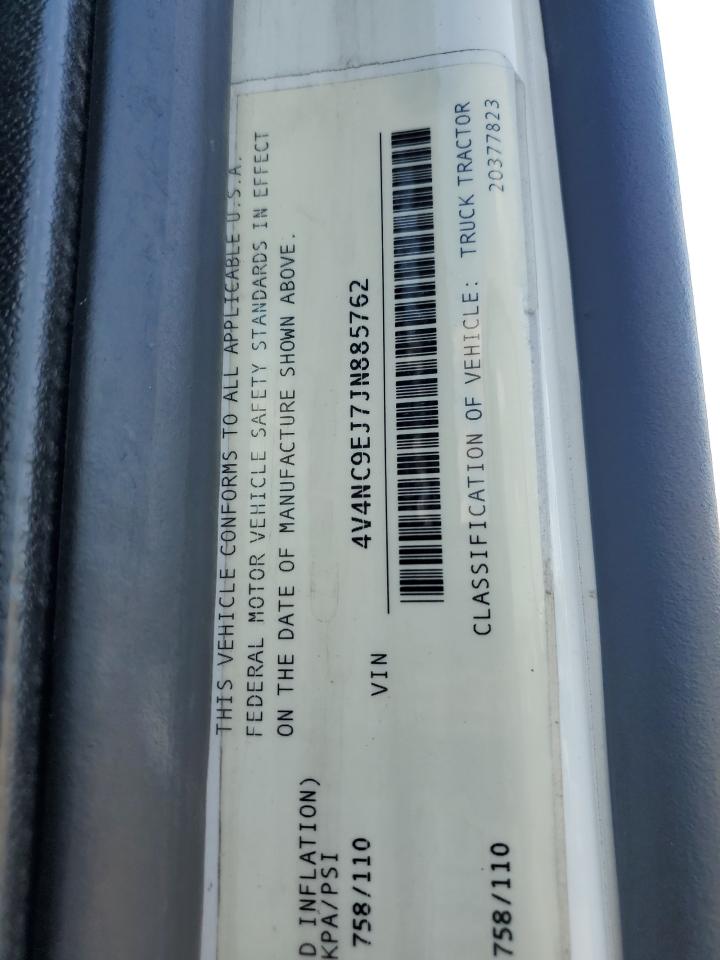 THIS VEHICLE CONFORMS TO ALL APPLICABLE U.S.A.
FEDERAL MOTOR VEHICLE SAFETY STANDARDS IN EFFECT
ON THE DATE OF MANUFACTURE SHOWN ABOVE.
D INFLATION)
KPA/PSI
758/110
VIN 4V4NC9EJ7JN885762
758/110
CLASSIFICATION OF VEHICLE: TRUCK TRACTOR
20377823